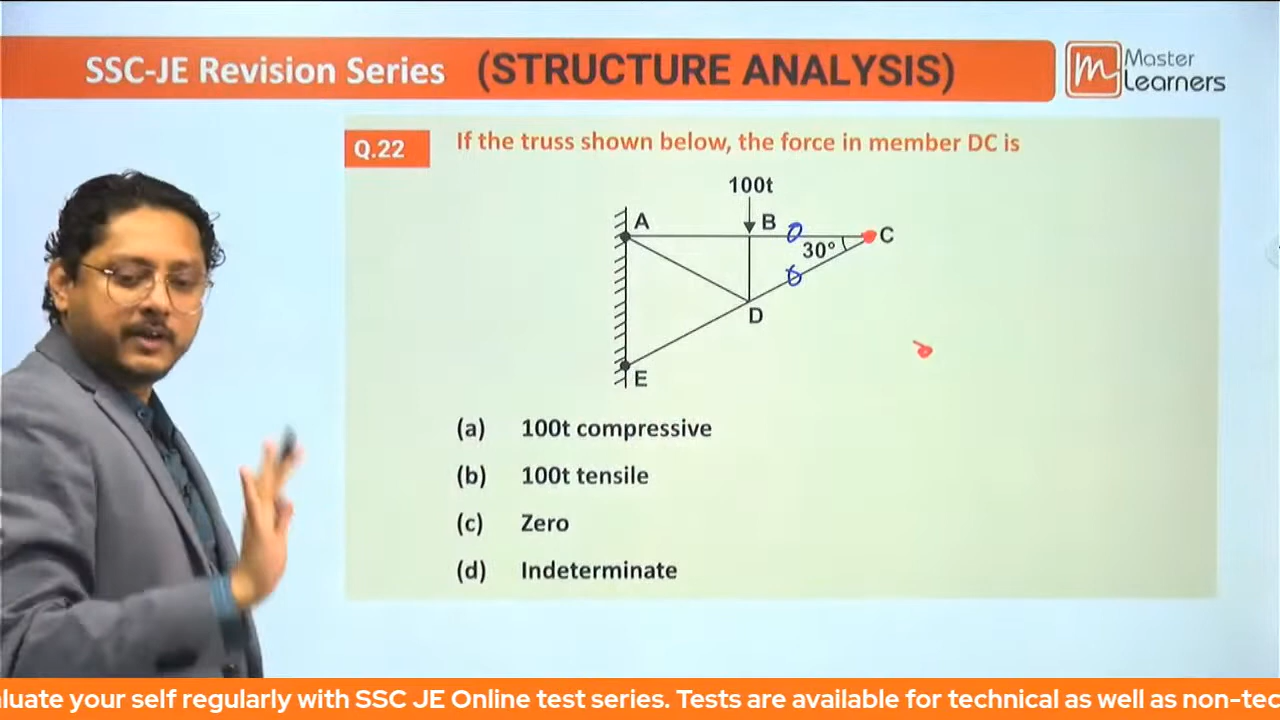 SSC-JE Revision Series (STRUCTURE ANALYSIS)
Master
Learners
Q.22 If the truss shown below, the force in member DC is
100t
A
B
C
30°
D
E
(a) 100t compressive
(b) 100t tensile
(c) Zero
(d) Indeterminate
luate your self regularly with SSC JE Online test series. Tests are available for technical as well as non-tec